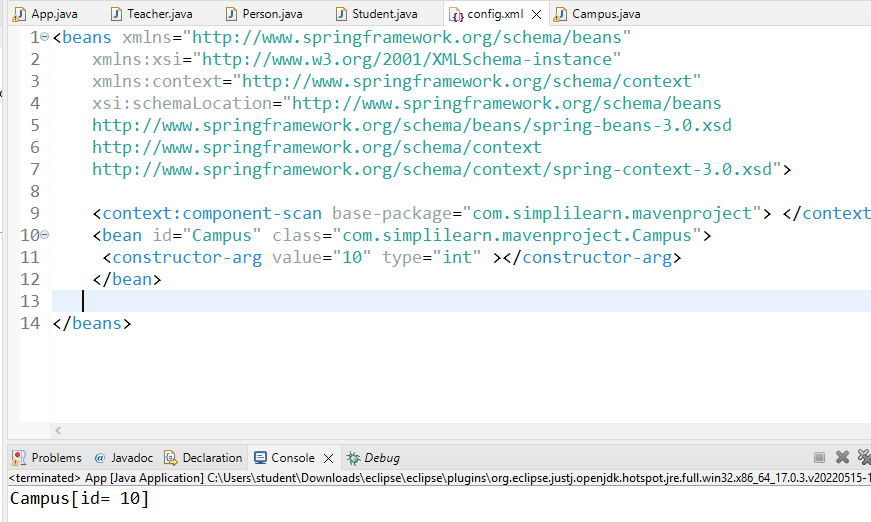 App.java Teacher.java Person.java Student.java config.xml Campus.java
1 <beans xmlns="http://www.springframework.org/schema/beans"
2 xmlns:xsi="http://www.w3.org/2001/XMLSchema-instance"
3 xmlns:context="http://www.springframework.org/schema/context"
4 xsi:schemaLocation="http://www.springframework.org/schema/beans
5 http://www.springframework.org/schema/beans/spring-beans-3.0.xsd
6 http://www.springframework.org/schema/context
7 http://www.springframework.org/schema/context/spring-context-3.0.xsd">
8
9 <context:component-scan base-package="com.simplilearn.mavenproject"> </context
10 <bean id="Campus" class="com.simplilearn.mavenproject.Campus">
11 <constructor-arg value="10" type="int" ></constructor-arg>
12 </bean>
13
14 </beans>
Problems @ Javadoc Declaration Console Debug
<terminated> App [Java Application] C:\Users\student\Downloads\eclipse\eclipse\plugins\org.eclipse.justj.openjdk.hotspot.jre.full.win32.x86_64_17.0.3.v20220515-1
Campus[id= 10]